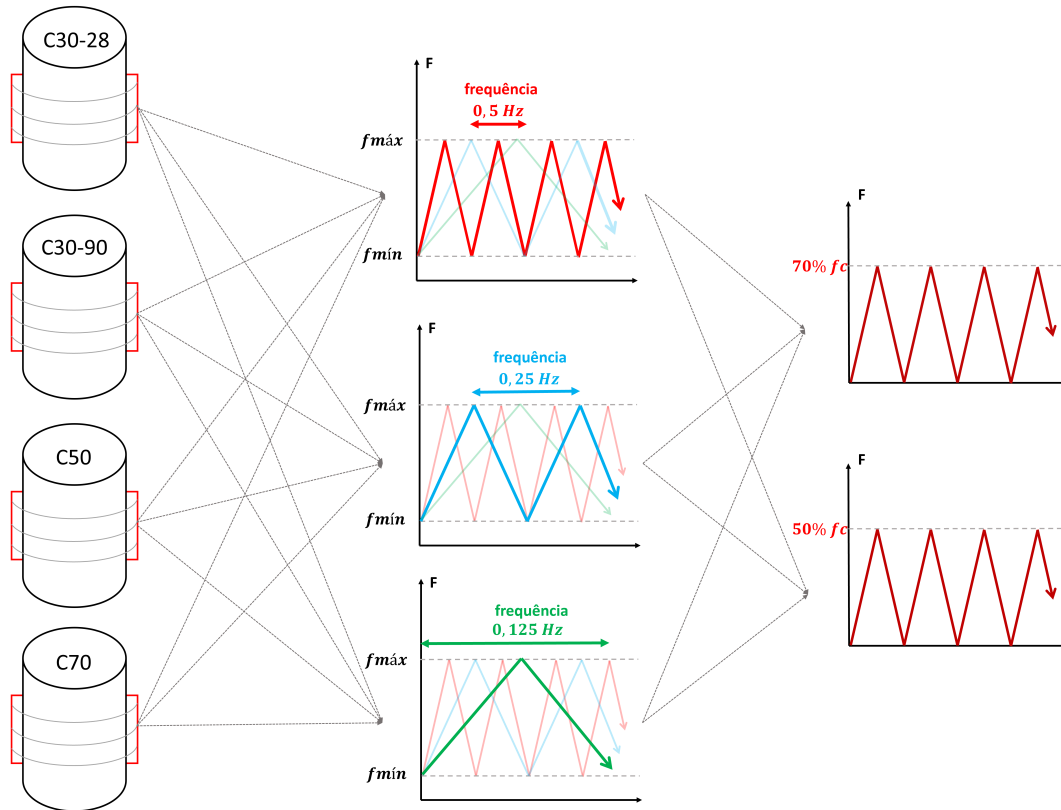 C30-28
C30-90
C50
C70
F
frequência
0,5 Hz
fmáx
fmín
F
frequência
0,25 Hz
fmáx
fmín
F
frequência
0,125 Hz
fmáx
fmín
F
70% fc
F
50% fc